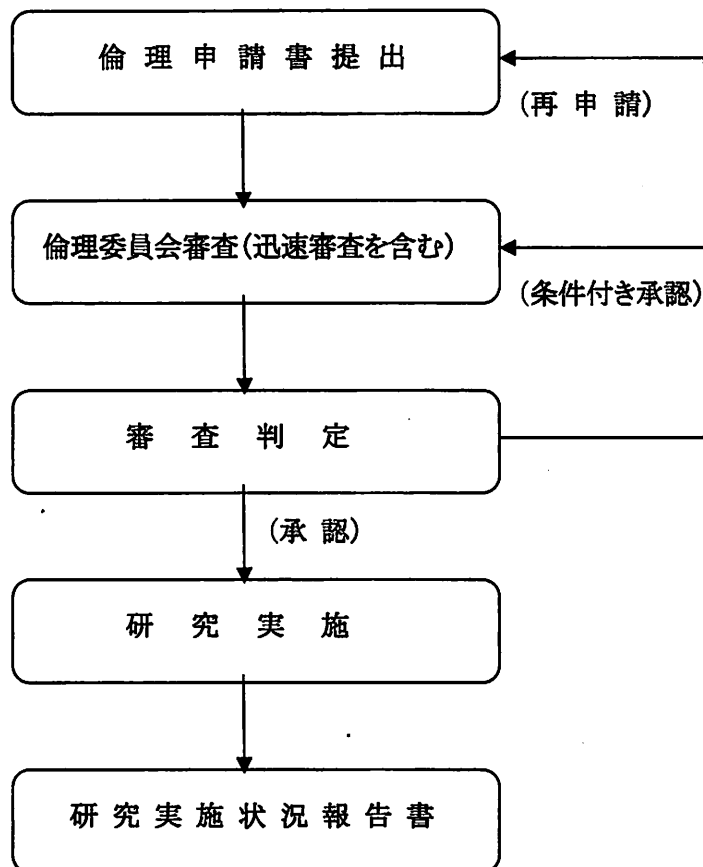 倫理申請書提出
(再申請)
倫理委員会審査(迅速審査を含む)
(条件付き承認)
審査判定
(承認)
研究実施
研究実施状況報告書